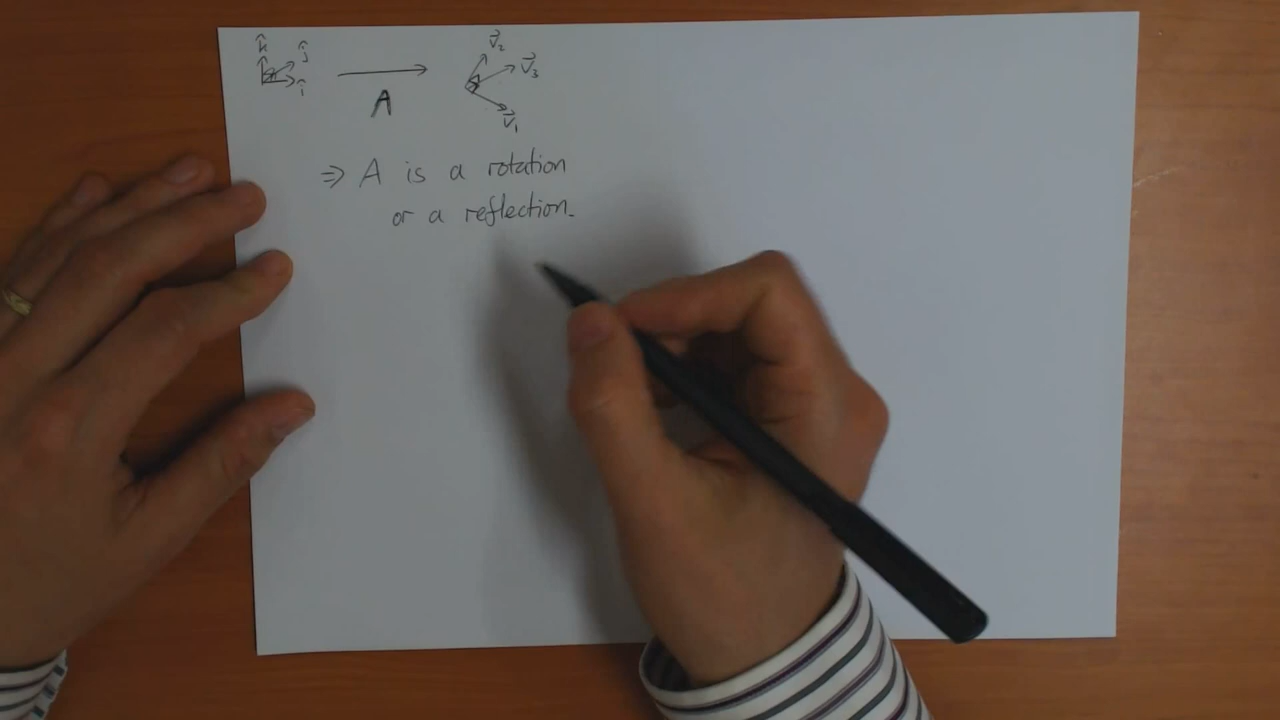 k̂ ĵ î
A
v⃗₂ v⃗₃ v⃗₁
⇒ A is a rotation
or a reflection.